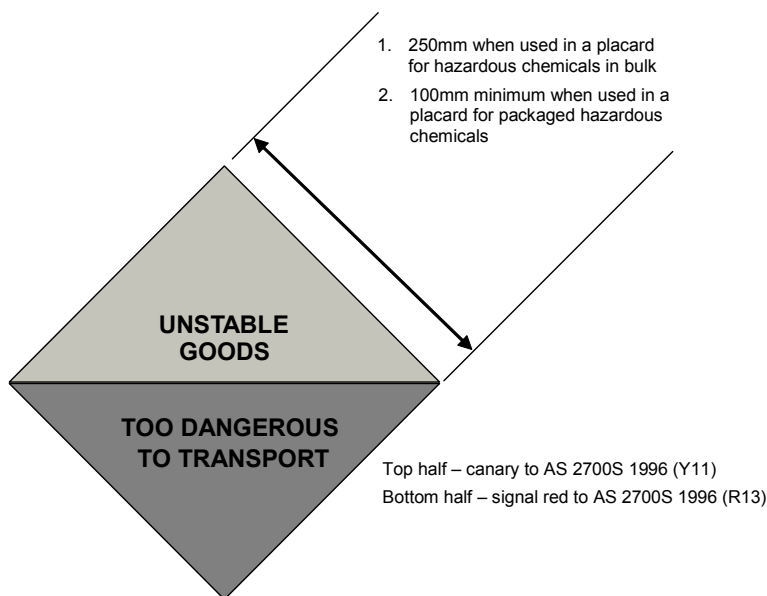 1. 250mm when used in a placard
for hazardous chemicals in bulk
2. 100mm minimum when used in a
placard for packaged hazardous
chemicals
UNSTABLE
GOODS
TOO DANGEROUS
TO TRANSPORT
Top half – canary to AS 2700S 1996 (Y11)
Bottom half – signal red to AS 2700S 1996 (R13)